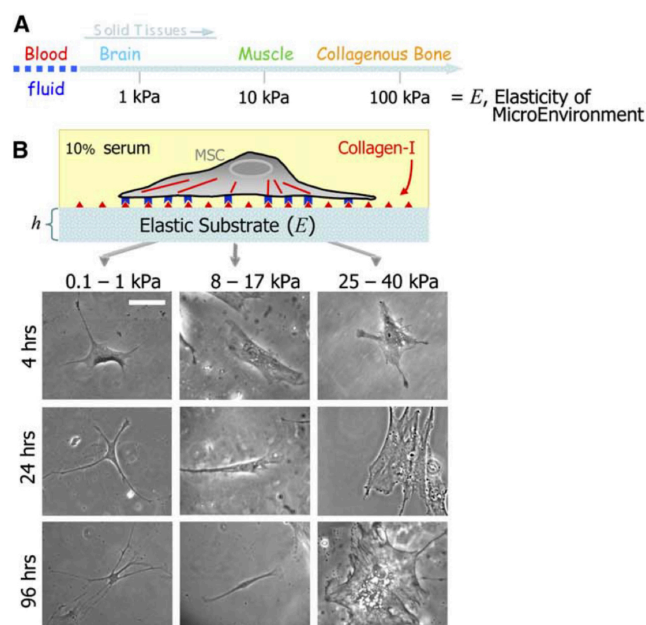 A
Solid Tissues
Blood Brain Muscle Collagenous Bone
fluid
1 kPa 10 kPa 100 kPa = E, Elasticity of
MicroEnvironment
B
10% serum
MSC
Collagen-I
h
Elastic Substrate (E)
0.1 – 1 kPa 8 – 17 kPa 25 – 40 kPa
4 hrs
24 hrs
96 hrs